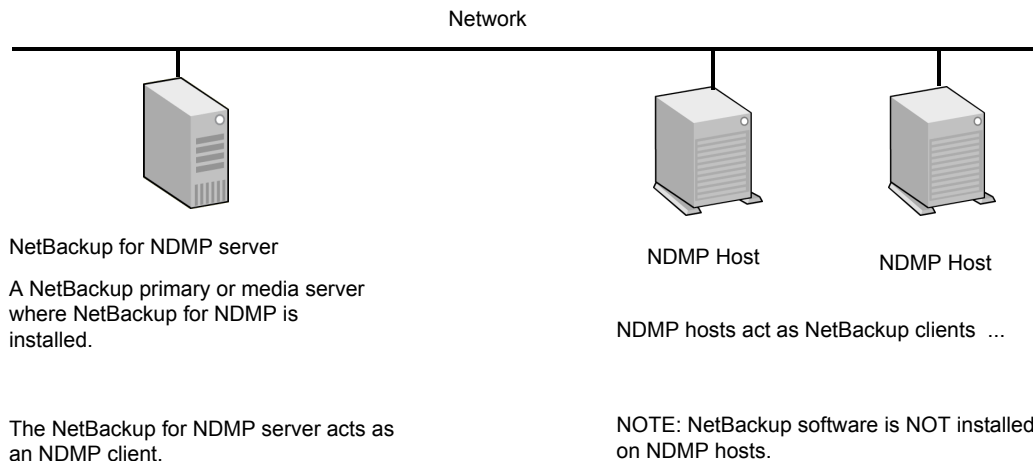 Network
NetBackup for NDMP server
A NetBackup primary or media server
where NetBackup for NDMP is
installed.
The NetBackup for NDMP server acts as
an NDMP client.
NDMP Host
NDMP Host
NDMP hosts act as NetBackup clients ...
NOTE: NetBackup software is NOT installed
on NDMP hosts.